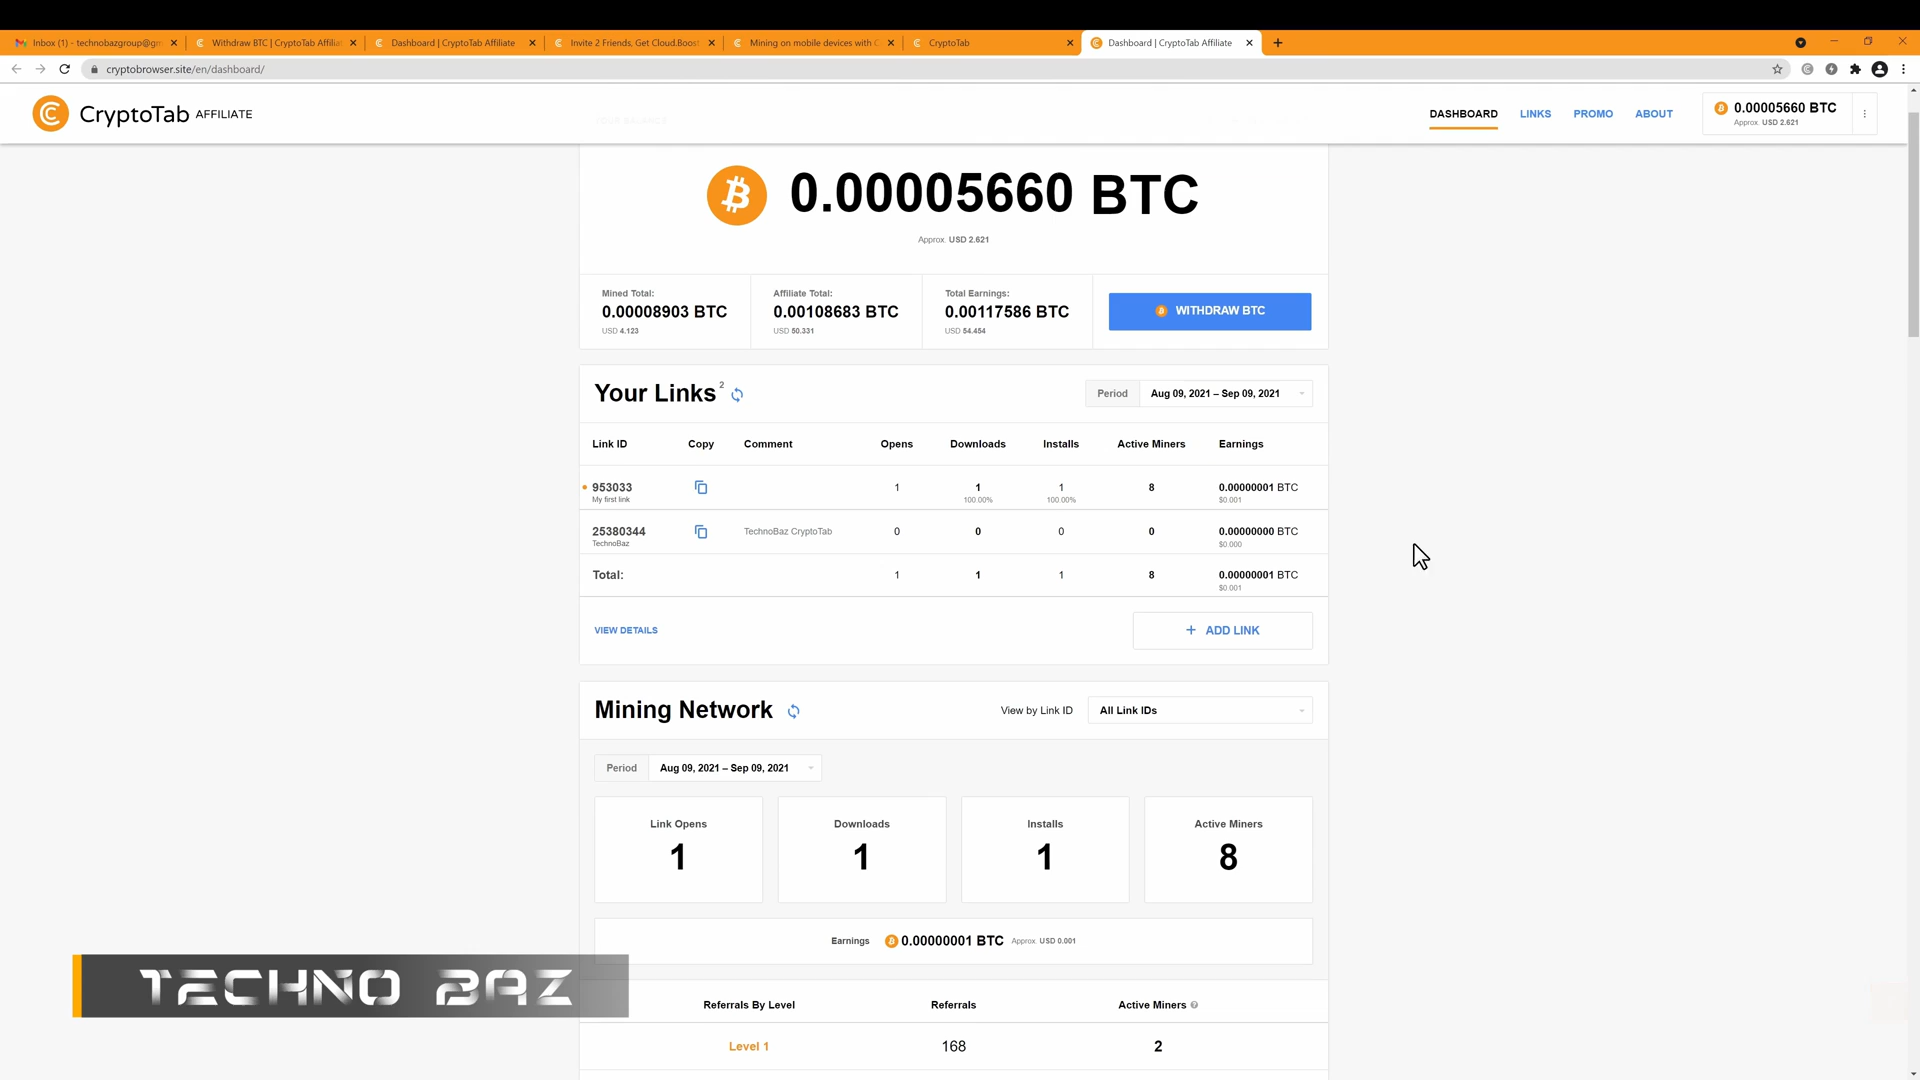 Inbox (1) - technobazgroup@gm
Withdraw BTC | CryptoTab Affiliat
Dashboard | CryptoTab Affiliate
Invite 2 Friends, Get Cloud.Boost
Mining on mobile devices with C
CryptoTab
Dashboard | CryptoTab Affiliate
cryptobrowser.site/en/dashboard/
CryptoTab AFFILIATE
DASHBOARD
LINKS
PROMO
ABOUT
0.00005660 BTC
Approx. USD 2.621
YOUR BALANCE
0.00005660 BTC
Approx. USD 2.621
Mined Total:
0.00008903 BTC
USD 4.123
Affiliate Total:
0.00108683 BTC
USD 50.331
Total Earnings:
0.00117586 BTC
USD 54.454
WITHDRAW BTC
Your Links 2
Period
Aug 09, 2021 – Sep 09, 2021
Link ID Copy Comment Opens Downloads Installs Active Miners Earnings
953033 1 1 1 8 0.00000001 BTC
My first link 100.00% 100.00% $0.001
25380344 TechnoBaz CryptoTab 0 0 0 0 0.00000000 BTC
TechnoBaz $0.000
Total: 1 1 1 8 0.00000001 BTC
$0.001
VIEW DETAILS
+ ADD LINK
Mining Network
View by Link ID
All Link IDs
Period
Aug 09, 2021 – Sep 09, 2021
Link Opens
1
Downloads
1
Installs
1
Active Miners
8
Earnings 0.00000001 BTC Approx. USD 0.001
TECHNO BAZ
Referrals By Level Referrals Active Miners
Level 1 168 2